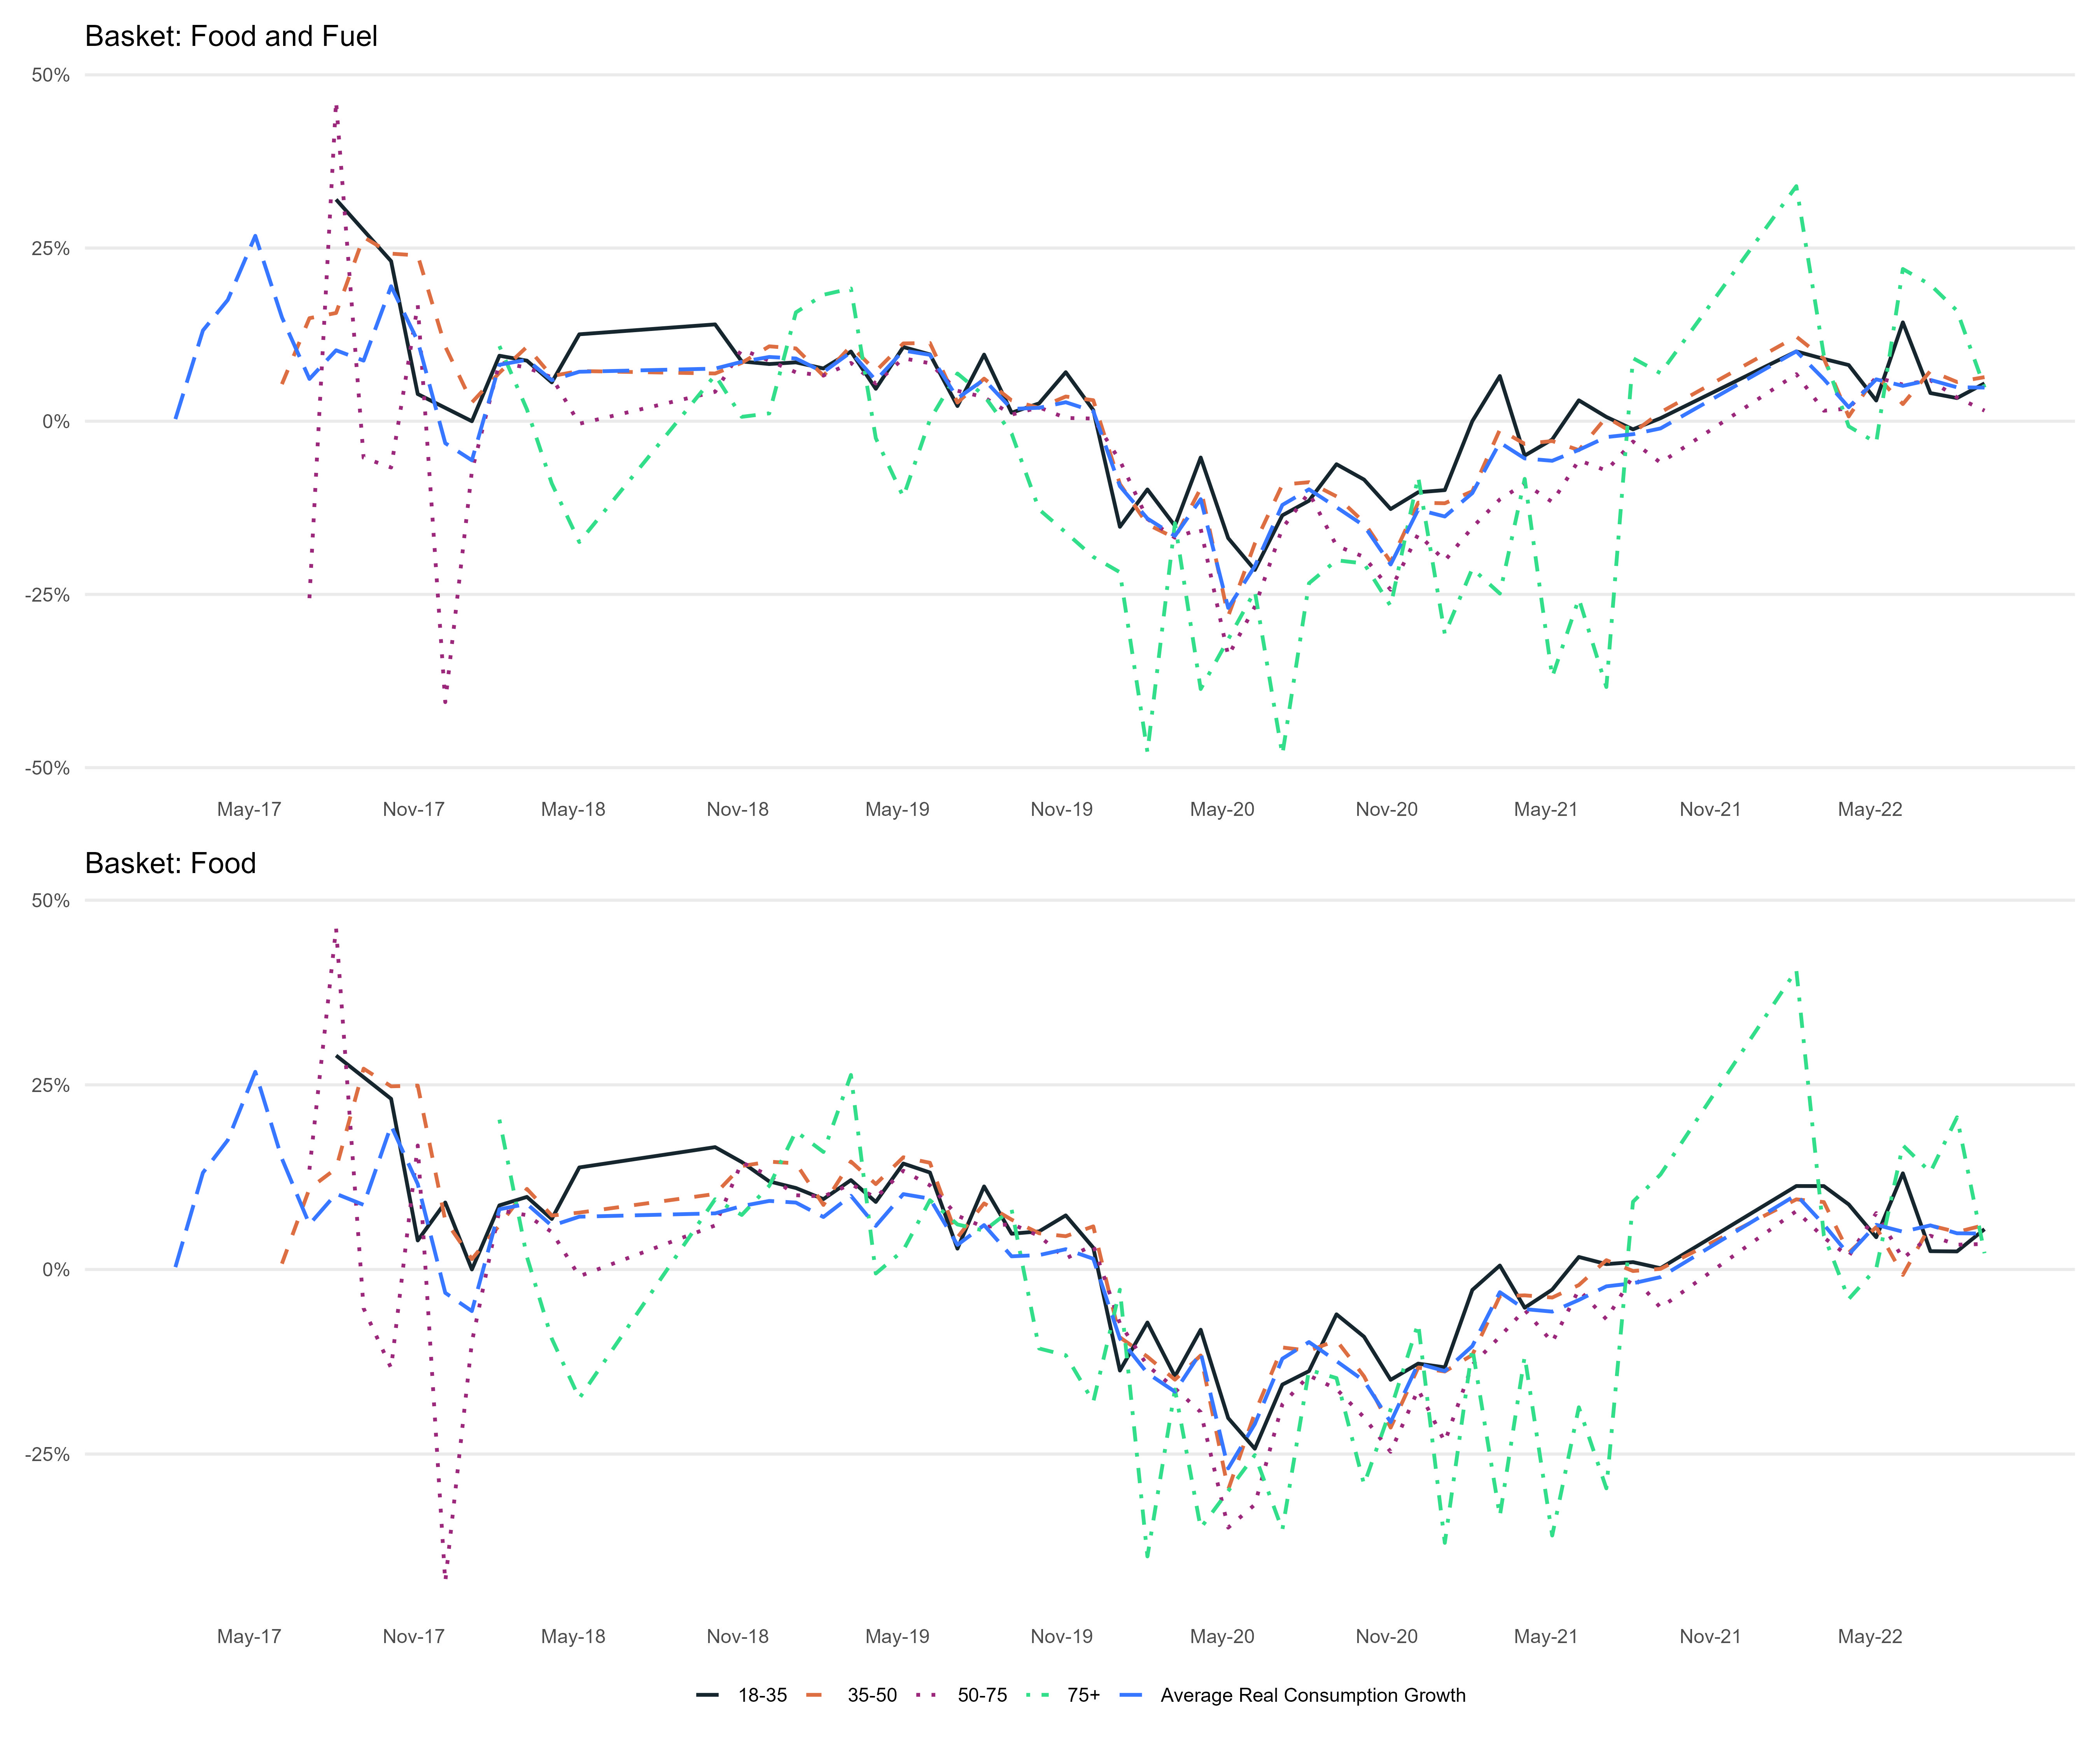 Basket: Food and Fuel
50%
25%
0%
-25%
-50%
May-17 Nov-17 May-18 Nov-18 May-19 Nov-19 May-20 Nov-20 May-21 Nov-21 May-22
Basket: Food
50%
25%
0%
-25%
May-17 Nov-17 May-18 Nov-18 May-19 Nov-19 May-20 Nov-20 May-21 Nov-21 May-22
18-35 35-50 50-75 75+ Average Real Consumption Growth